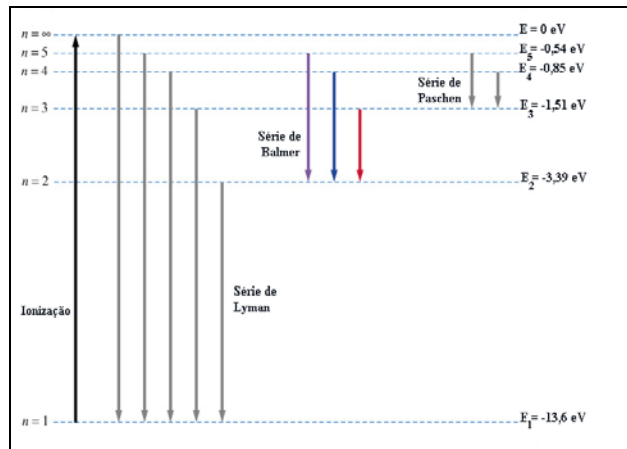 n = ∞
E = 0 eV
n = 5
E₅ = -0,54 eV
n = 4
E₄ = -0,85 eV
Série de
Paschen
n = 3
E₃ = -1,51 eV
Série de
Balmer
n = 2
E₂ = -3,39 eV
Série de
Lyman
Ionização
n = 1
E₁ = -13,6 eV